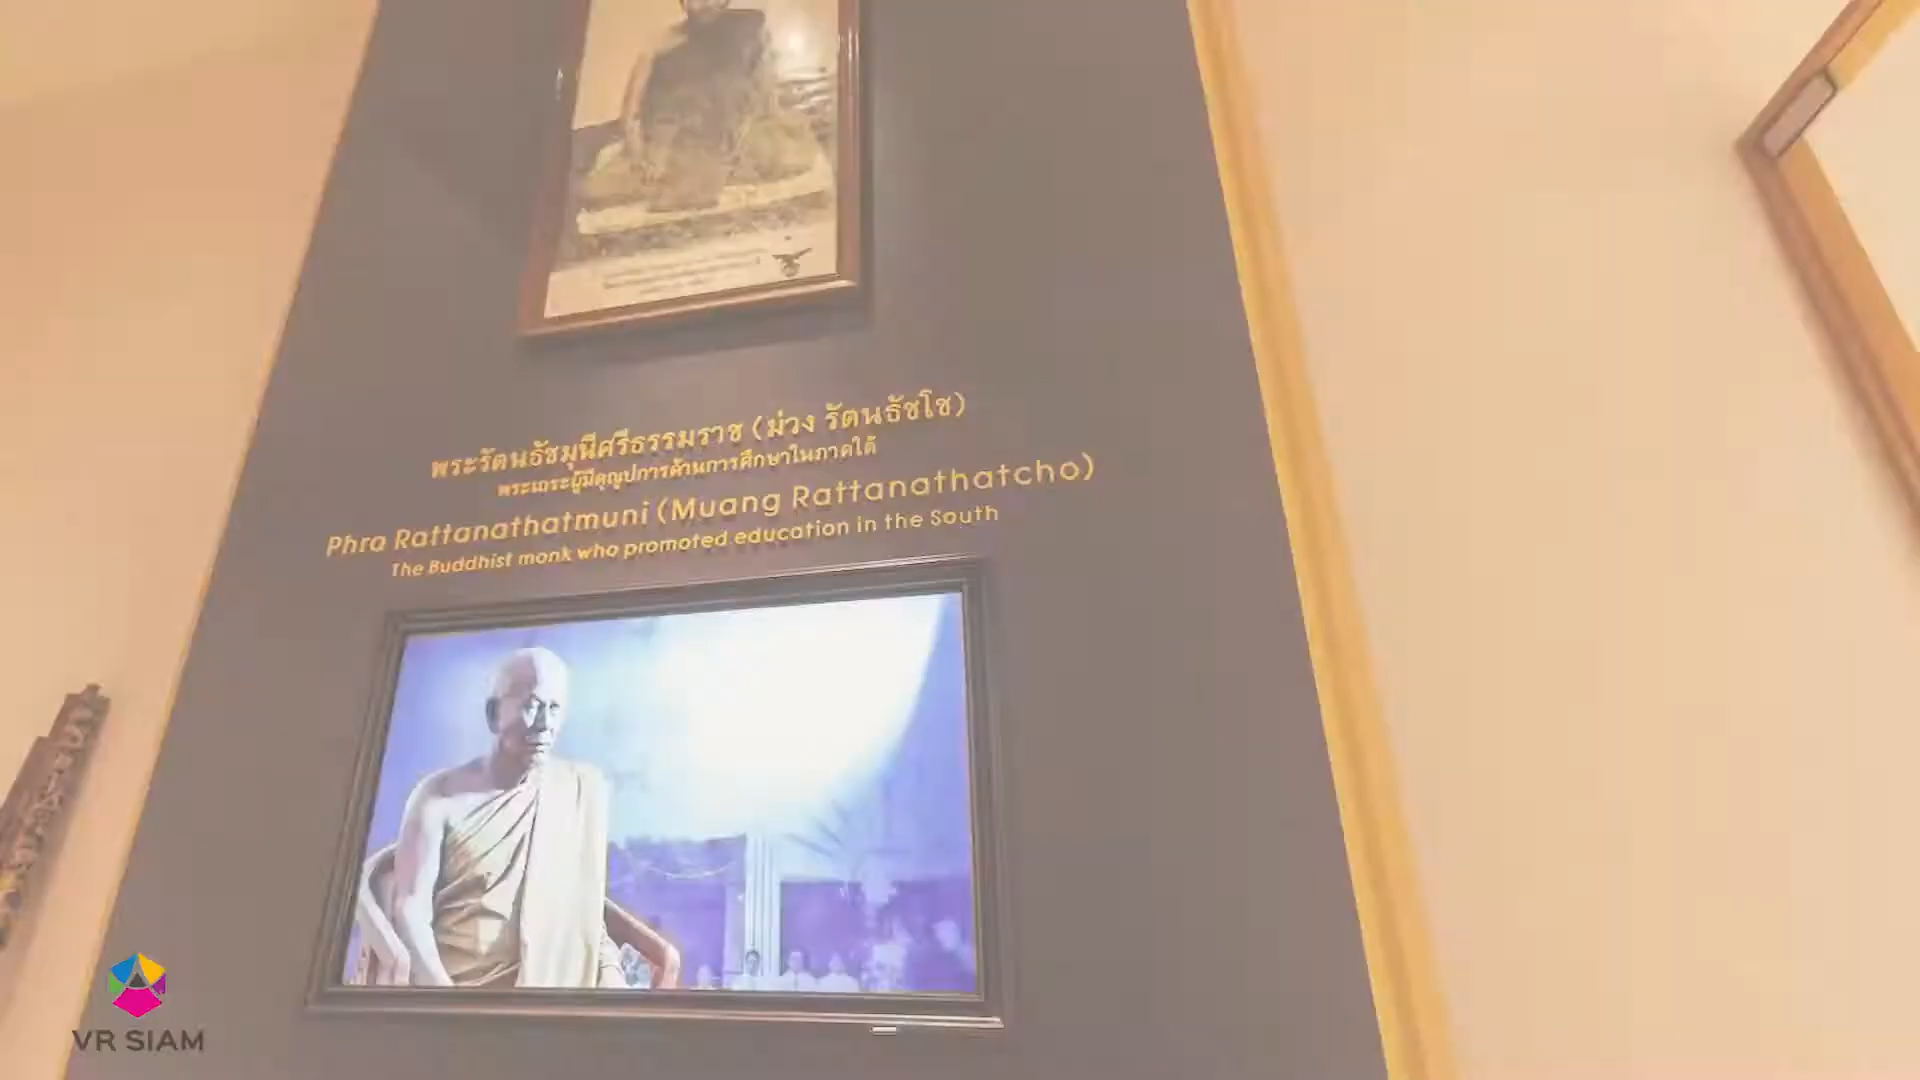 พระรัตนธัชมุนีศรีธรรมราช (ม่วง รัตนธัชโช)
พระเถระผู้มีคุณูปการด้านการศึกษาในภาคใต้
Phra Rattanathatmuni (Muang Rattanathatcho)
The Buddhist monk who promoted education in the South
VR SIAM